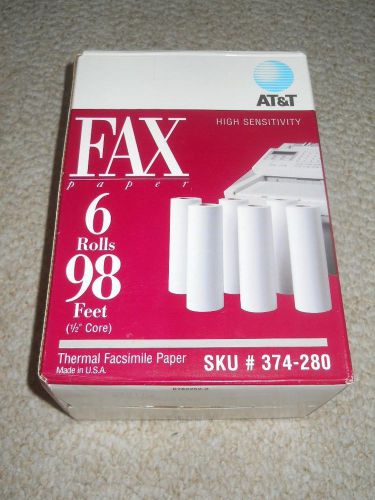 AT&T
HIGH SENSITIVITY
FAX
paper
6
Rolls
98
Feet
(½" Core)
Thermal Facsimile Paper
Made in U.S.A.
SKU # 374-280